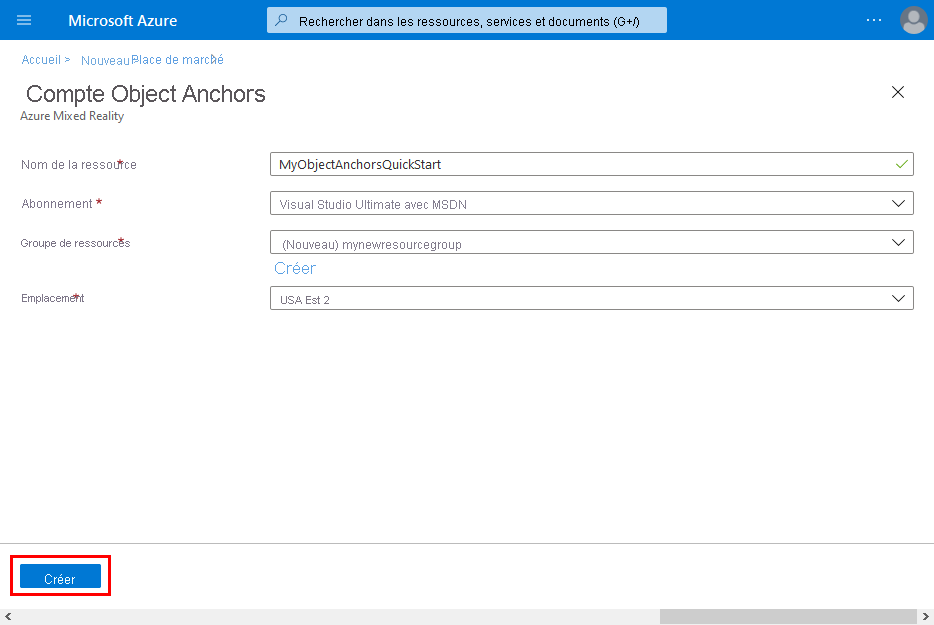 Microsoft Azure
Rechercher dans les ressources, services et documents (G+/)
Accueil > Nouveau > Place de marché >
Compte Object Anchors
Azure Mixed Reality
Nom de la ressource * MyObjectAnchorsQuickStart
Abonnement * Visual Studio Ultimate avec MSDN
Groupe de ressources * (Nouveau) mynewresourcegroup
Créer
Emplacement * USA Est 2
Créer